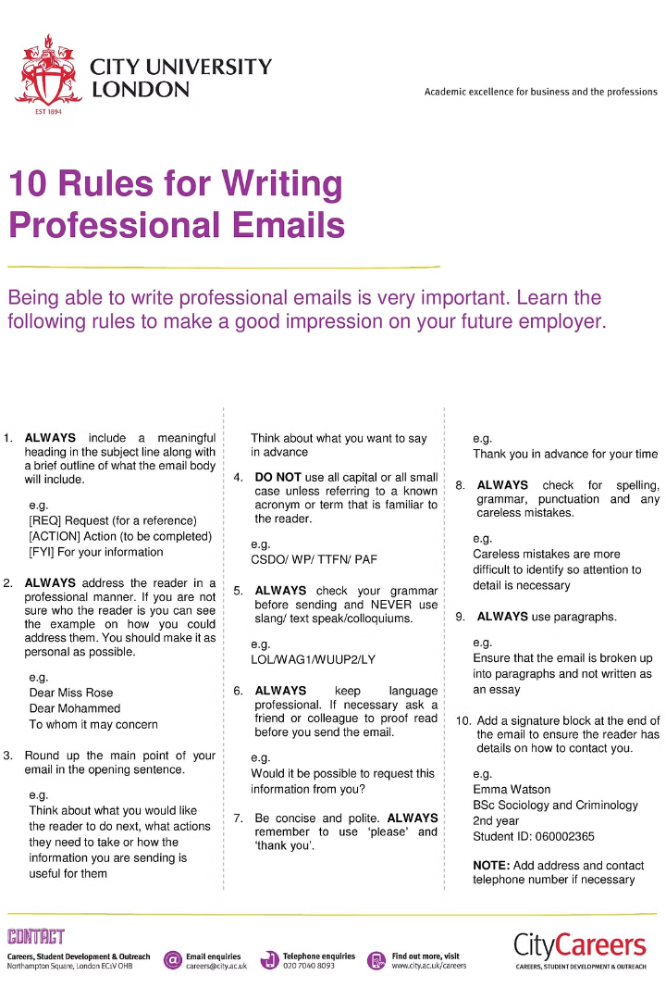 CITY UNIVERSITY
LONDON
EST 1894
Academic excellence for business and the professions
10 Rules for Writing
Professional Emails
Being able to write professional emails is very important. Learn the
following rules to make a good impression on your future employer.
1. ALWAYS include a meaningful
heading in the subject line along with
a brief outline of what the email body
will include.
e.g.
[REQ] Request (for a reference)
[ACTION] Action (to be completed)
[FYI] For your information
2. ALWAYS address the reader in a
professional manner. If you are not
sure who the reader is you can see
the example on how you could
address them. You should make it as
personal as possible.
e.g.
Dear Miss Rose
Dear Mohammed
To whom it may concern
3. Round up the main point of your
email in the opening sentence.
e.g.
Think about what you would like
the reader to do next, what actions
they need to take or how the
information you are sending is
useful for them
Think about what you want to say
in advance
4. DO NOT use all capital or all small
case unless referring to a known
acronym or term that is familiar to
the reader.
e.g.
CSDO/ WP/ TTFN/ PAF
5. ALWAYS check your grammar
before sending and NEVER use
slang/ text speak/colloquiums.
e.g.
LOL/WAG1/WUUP2/LY
6. ALWAYS keep language
professional. If necessary ask a
friend or colleague to proof read
before you send the email.
e.g.
Would it be possible to request this
information from you?
7. Be concise and polite. ALWAYS
remember to use ‘please’ and
‘thank you’.
e.g.
Thank you in advance for your time
8. ALWAYS check for spelling,
grammar, punctuation and any
careless mistakes.
e.g.
Careless mistakes are more
difficult to identify so attention to
detail is necessary
9. ALWAYS use paragraphs.
e.g.
Ensure that the email is broken up
into paragraphs and not written as
an essay
10. Add a signature block at the end of
the email to ensure the reader has
details on how to contact you.
e.g.
Emma Watson
BSc Sociology and Criminology
2nd year
Student ID: 060002365
NOTE: Add address and contact
telephone number if necessary
CONTACT
Careers, Student Development & Outreach
Northampton Square, London EC1V OHB
@
Email enquiries
careers@city.ac.uk
Telephone enquiries
020 7040 8093
Find out more, visit
www.city.ac.uk/careers
CityCareers
CAREERS, STUDENT DEVELOPMENT & OUTREACH